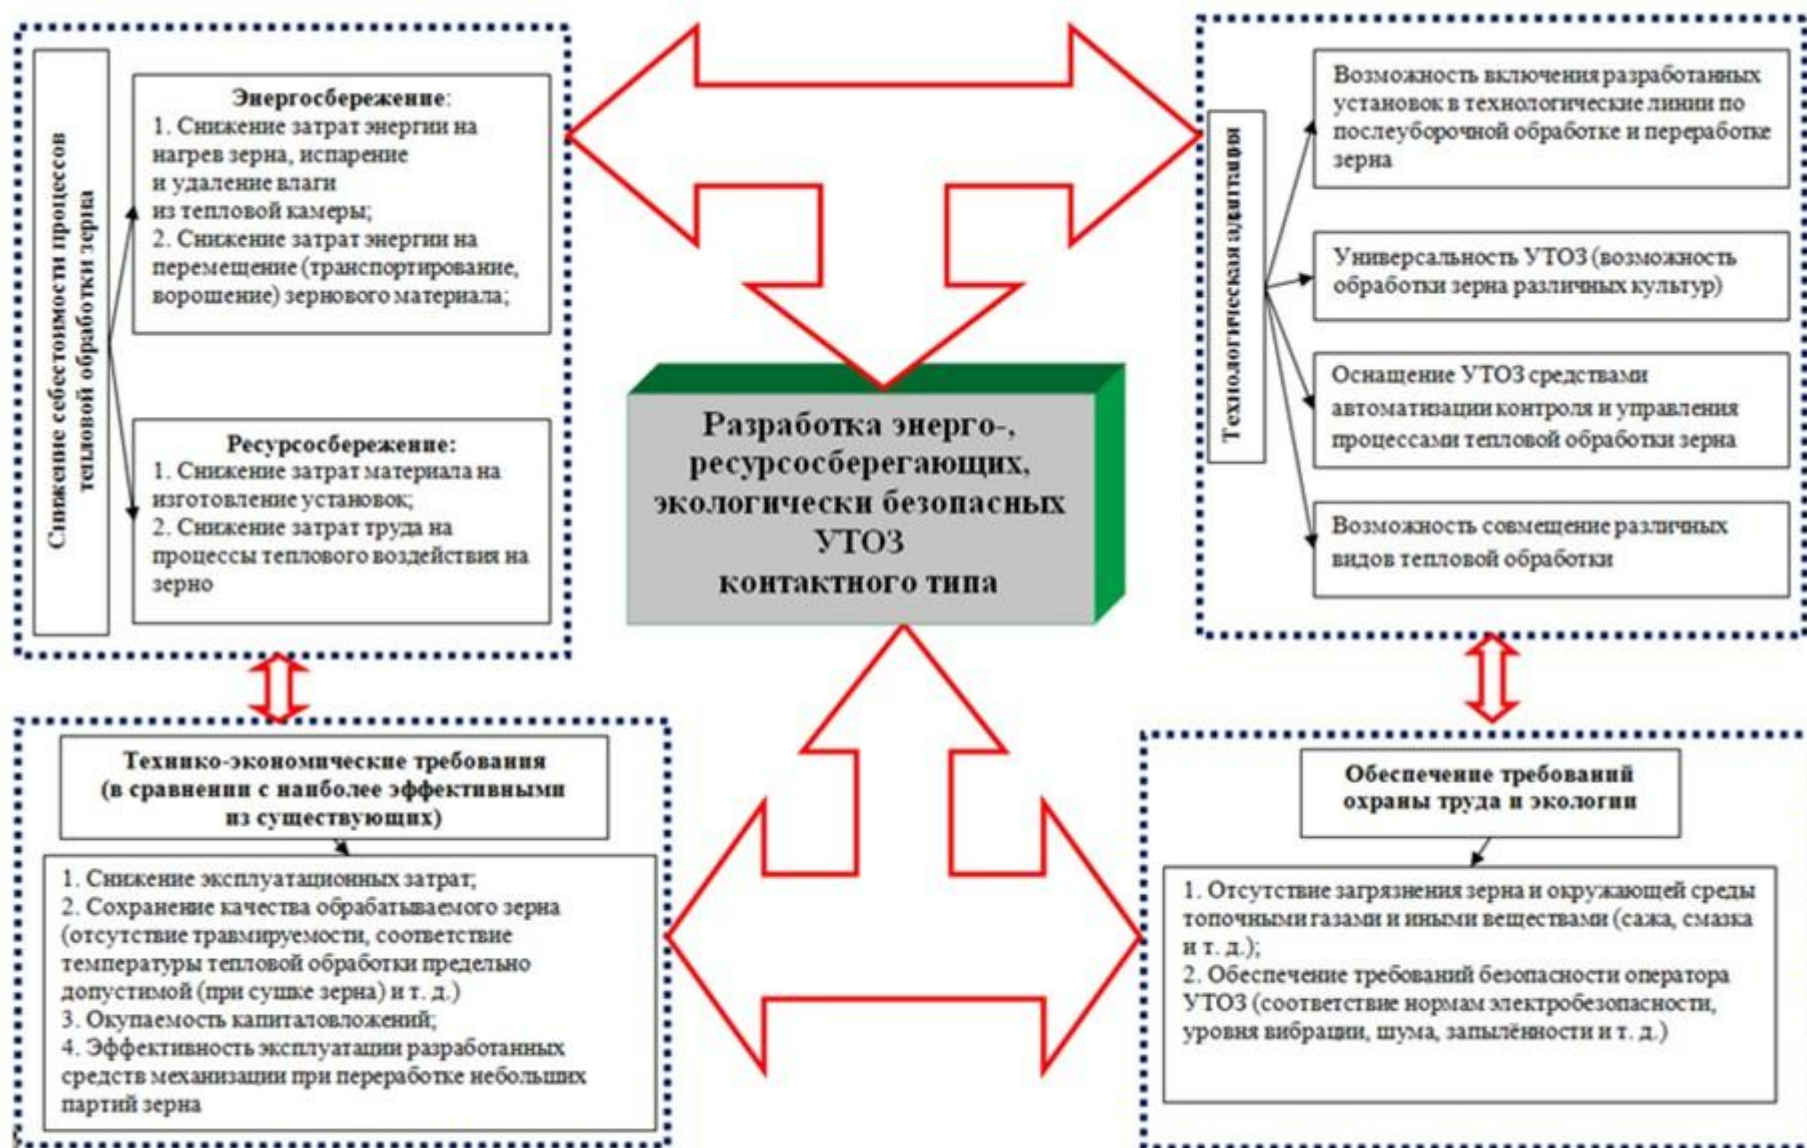 Снижение себестоимости процессов
тепловой обработки зерна
Энергосбережение:
1. Снижение затрат энергии на
нагрев зерна, испарение
и удаление влаги
из тепловой камеры;
2. Снижение затрат энергии на
перемещение (транспортирование,
ворошение) зернового материала;
Ресурсосбережение:
1. Снижение затрат материала на
изготовление установок;
2. Снижение затрат труда на
процессы теплового воздействия на
зерно
Разработка энерго-,
ресурсосберегающих,
экологически безопасных
УТОЗ
контактного типа
Технологическая адаптация
Возможность включения разработанных
установок в технологические линии по
послеуборочной обработке и переработке
зерна
Универсальность УТОЗ (возможность
обработки зерна различных культур)
Оснащение УТОЗ средствами
автоматизации контроля и управления
процессами тепловой обработки зерна
Возможность совмещение различных
видов тепловой обработки
Технико-экономические требования
(в сравнении с наиболее эффективными
из существующих)
1. Снижение эксплуатационных затрат;
2. Сохранение качества обрабатываемого зерна
(отсутствие травмируемости, соответствие
температуры тепловой обработки предельно
допустимой (при сушке зерна) и т. д.)
3. Окупаемость капиталовложений;
4. Эффективность эксплуатации разработанных
средств механизации при переработке небольших
партий зерна
Обеспечение требований
охраны труда и экологии
1. Отсутствие загрязнения зерна и окружающей среды
топочными газами и иными веществами (сажа, смазка
и т. д.);
2. Обеспечение требований безопасности оператора
УТОЗ (соответствие нормам электробезопасности,
уровня вибрации, шума, запылённости и т. д.)